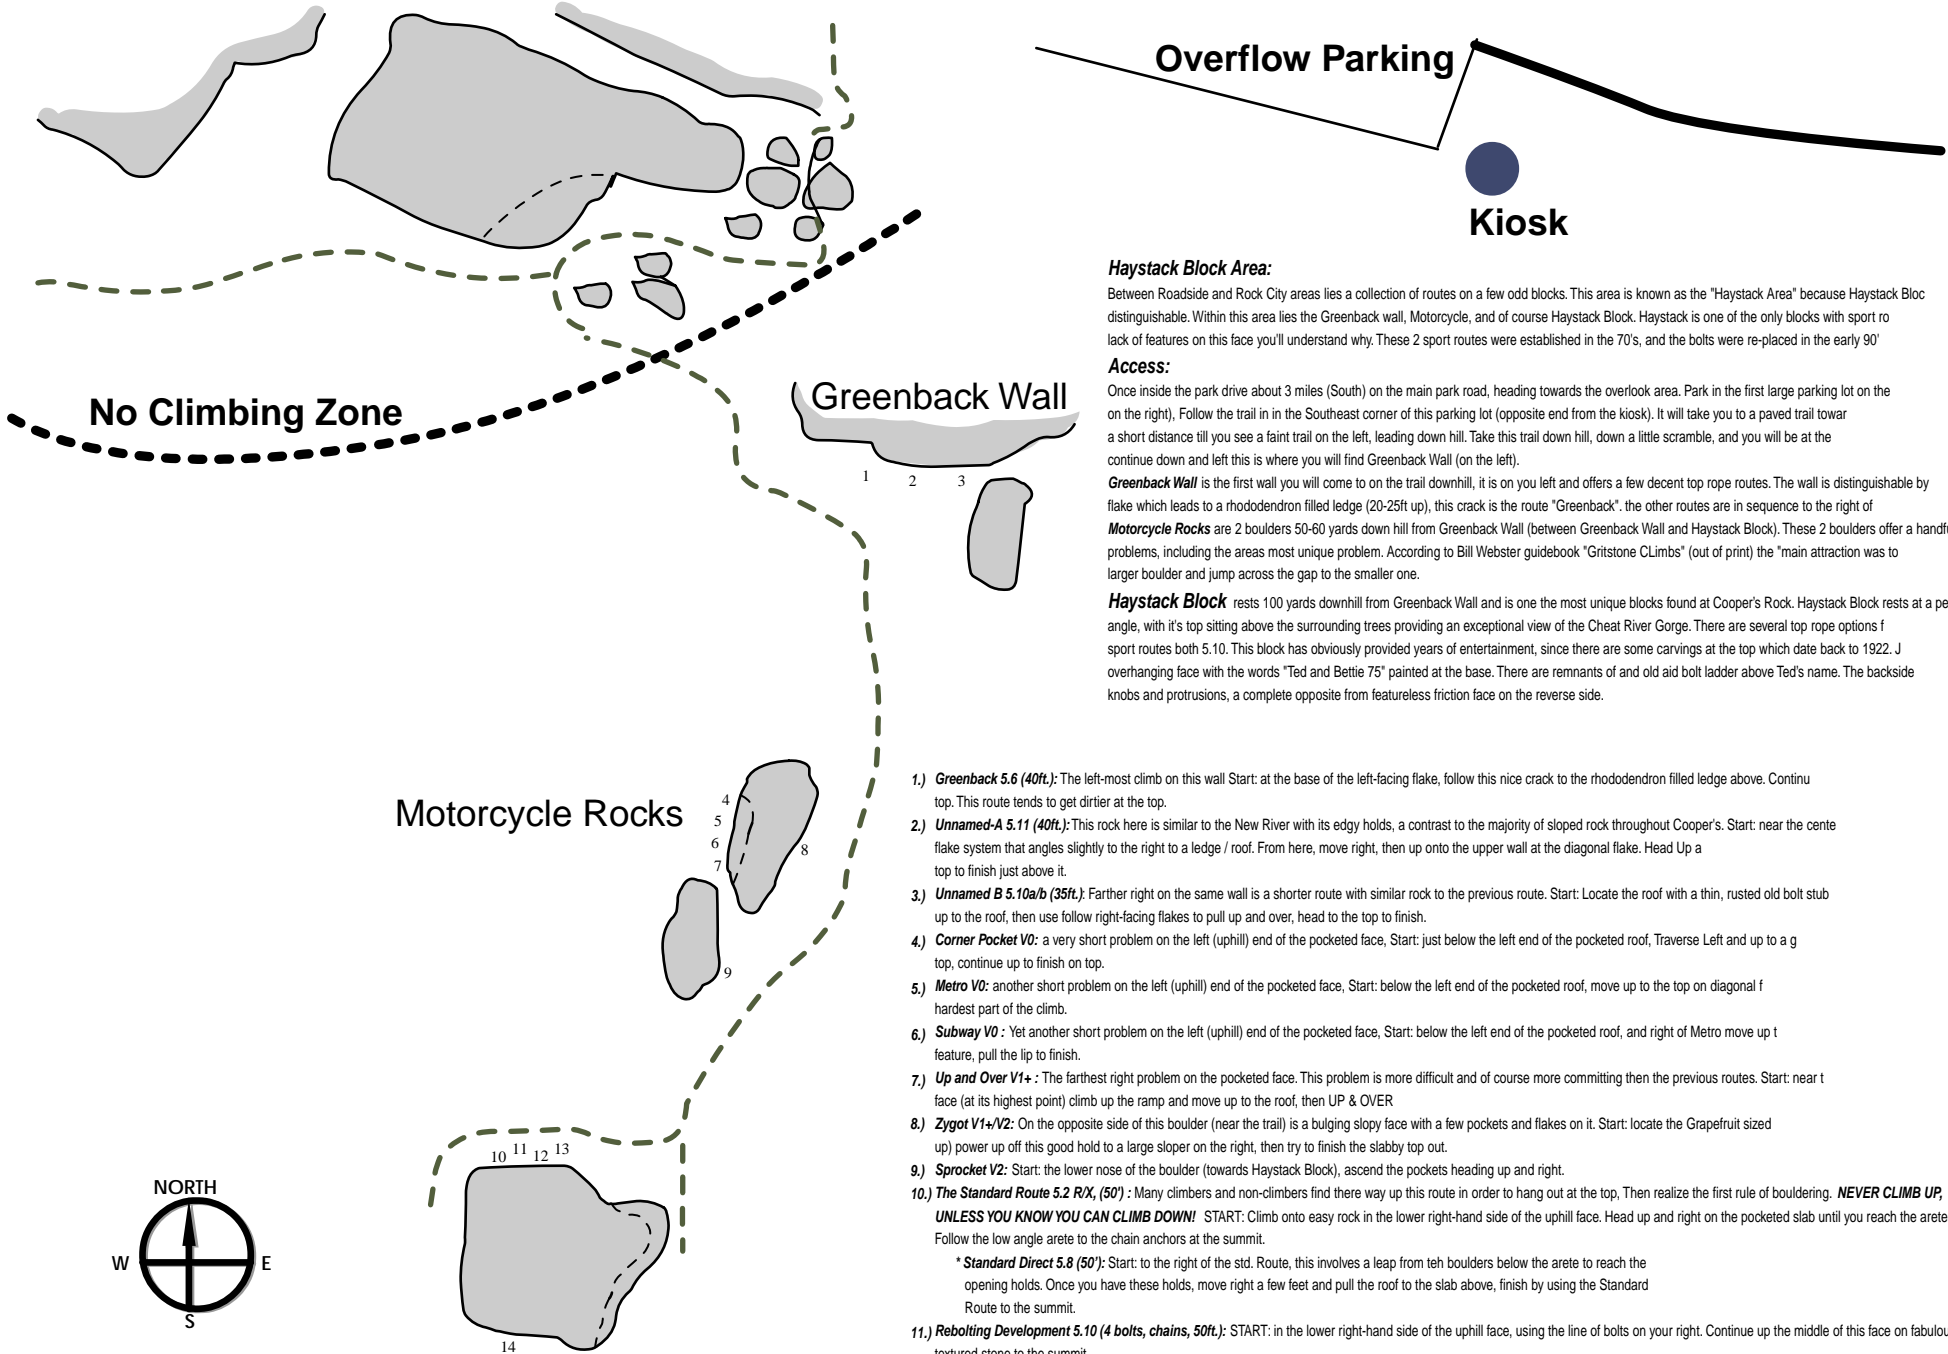 Overflow Parking
Kiosk
No Climbing Zone
Greenback Wall
1 2 3
Motorcycle Rocks
4
5
6
7
8
9
10 11 12 13
14
NORTH
W E
S
Haystack Block Area:
Between Roadside and Rock City areas lies a collection of routes on a few odd blocks. This area is known as the "Haystack Area" because Haystack Bloc
distinguishable. Within this area lies the Greenback wall, Motorcycle, and of course Haystack Block. Haystack is one of the only blocks with sport ro
lack of features on this face you'll understand why. These 2 sport routes were established in the 70's, and the bolts were re-placed in the early 90'
Access:
Once inside the park drive about 3 miles (South) on the main park road, heading towards the overlook area. Park in the first large parking lot on the
on the right), Follow the trail in in the Southeast corner of this parking lot (opposite end from the kiosk). It will take you to a paved trail towar
a short distance till you see a faint trail on the left, leading down hill. Take this trail down hill, down a little scramble, and you will be at the
continue down and left this is where you will find Greenback Wall (on the left).
Greenback Wall is the first wall you will come to on the trail downhill, it is on you left and offers a few decent top rope routes. The wall is distinguishable by
flake which leads to a rhododendron filled ledge (20-25ft up), this crack is the route "Greenback". the other routes are in sequence to the right of
Motorcycle Rocks are 2 boulders 50-60 yards down hill from Greenback Wall (between Greenback Wall and Haystack Block). These 2 boulders offer a handfu
problems, including the areas most unique problem. According to Bill Webster guidebook "Gritstone CLimbs" (out of print) the "main attraction was to
larger boulder and jump across the gap to the smaller one.
Haystack Block rests 100 yards downhill from Greenback Wall and is one the most unique blocks found at Cooper's Rock. Haystack Block rests at a pe
angle, with it's top sitting above the surrounding trees providing an exceptional view of the Cheat River Gorge. There are several top rope options f
sport routes both 5.10. This block has obviously provided years of entertainment, since there are some carvings at the top which date back to 1922. J
overhanging face with the words "Ted and Bettie 75" painted at the base. There are remnants of and old aid bolt ladder above Ted's name. The backside
knobs and protrusions, a complete opposite from featureless friction face on the reverse side.
1.) Greenback 5.6 (40ft.): The left-most climb on this wall Start: at the base of the left-facing flake, follow this nice crack to the rhododendron filled ledge above. Continu
top. This route tends to get dirtier at the top.
2.) Unnamed-A 5.11 (40ft.): This rock here is similar to the New River with its edgy holds, a contrast to the majority of sloped rock throughout Cooper's. Start: near the cente
flake system that angles slightly to the right to a ledge / roof. From here, move right, then up onto the upper wall at the diagonal flake. Head Up a
top to finish just above it.
3.) Unnamed B 5.10a/b (35ft.): Farther right on the same wall is a shorter route with similar rock to the previous route. Start: Locate the roof with a thin, rusted old bolt stub
up to the roof, then use follow right-facing flakes to pull up and over, head to the top to finish.
4.) Corner Pocket V0: a very short problem on the left (uphill) end of the pocketed face, Start: just below the left end of the pocketed roof, Traverse Left and up to a g
top, continue up to finish on top.
5.) Metro V0: another short problem on the left (uphill) end of the pocketed face, Start: below the left end of the pocketed roof, move up to the top on diagonal f
hardest part of the climb.
6.) Subway V0 : Yet another short problem on the left (uphill) end of the pocketed face, Start: below the left end of the pocketed roof, and right of Metro move up t
feature, pull the lip to finish.
7.) Up and Over V1+ : The farthest right problem on the pocketed face. This problem is more difficult and of course more committing then the previous routes. Start: near t
face (at its highest point) climb up the ramp and move up to the roof, then UP & OVER
8.) Zygot V1+/V2: On the opposite side of this boulder (near the trail) is a bulging slopy face with a few pockets and flakes on it. Start: locate the Grapefruit sized
up) power up off this good hold to a large sloper on the right, then try to finish the slabby top out.
9.) Sprocket V2: Start: the lower nose of the boulder (towards Haystack Block), ascend the pockets heading up and right.
10.) The Standard Route 5.2 R/X, (50') : Many climbers and non-climbers find there way up this route in order to hang out at the top, Then realize the first rule of bouldering. NEVER CLIMB UP,
UNLESS YOU KNOW YOU CAN CLIMB DOWN! START: Climb onto easy rock in the lower right-hand side of the uphill face. Head up and right on the pocketed slab until you reach the arete
Follow the low angle arete to the chain anchors at the summit.
* Standard Direct 5.8 (50'): Start: to the right of the std. Route, this involves a leap from teh boulders below the arete to reach the
opening holds. Once you have these holds, move right a few feet and pull the roof to the slab above, finish by using the Standard
Route to the summit.
11.) Rebolting Development 5.10 (4 bolts, chains, 50ft.): START: in the lower right-hand side of the uphill face, using the line of bolts on your right. Continue up the middle of this face on fabulou
textured stone to the summit